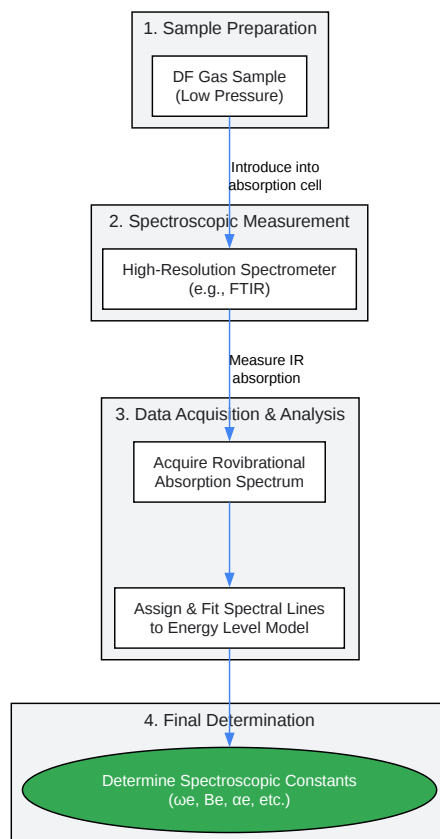 1. Sample Preparation
DF Gas Sample
(Low Pressure)
Introduce into
absorption cell
2. Spectroscopic Measurement
High-Resolution Spectrometer
(e.g., FTIR)
Measure IR
absorption
3. Data Acquisition & Analysis
Acquire Rovibrational
Absorption Spectrum
Assign & Fit Spectral Lines
to Energy Level Model
4. Final Determination
Determine Spectroscopic Constants
(ωe, Be, αe, etc.)